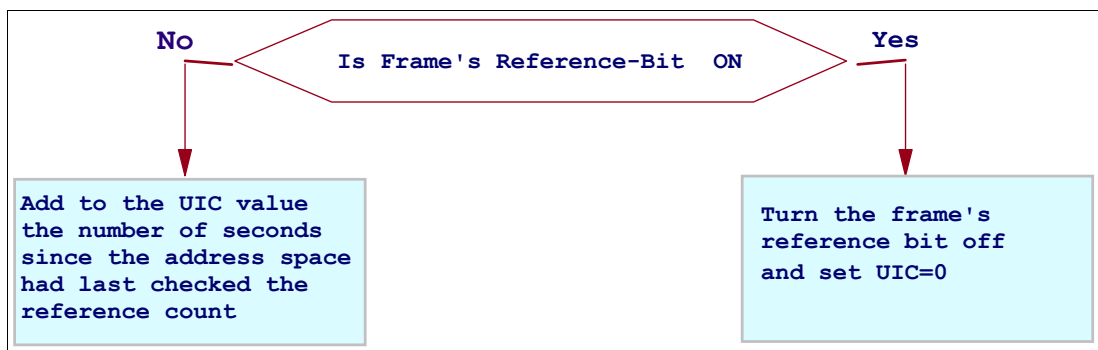 No
Is Frame's Reference-Bit ON
Yes
Add to the UIC value
the number of seconds
since the address space
had last checked the
reference count
Turn the frame's
reference bit off
and set UIC=0